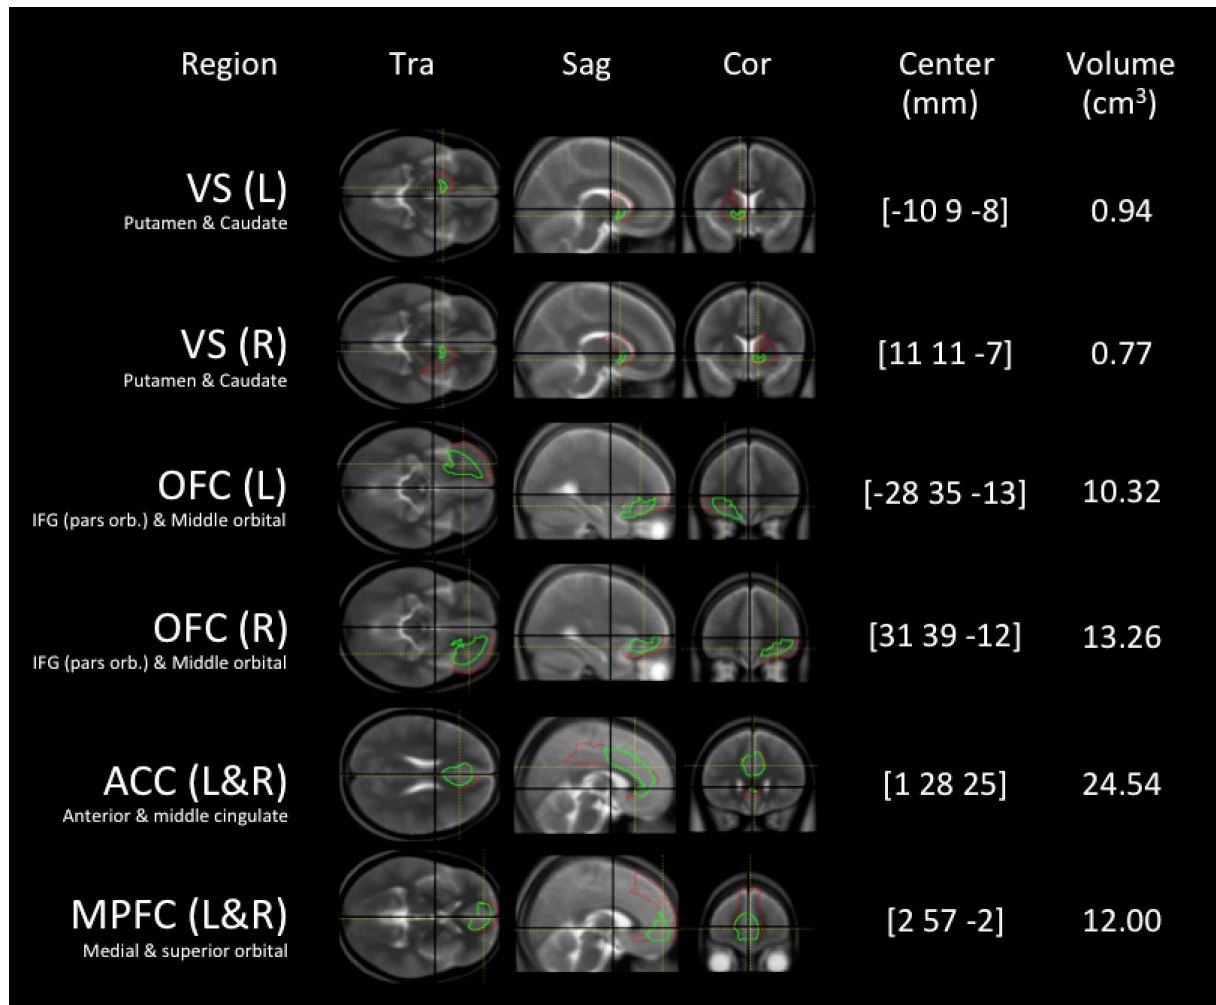 Region Tra Sag Cor Center Volume
(mm) (cm³)
VS (L) [-10 9 -8] 0.94
Putamen & Caudate
VS (R) [11 11 -7] 0.77
Putamen & Caudate
OFC (L) [-28 35 -13] 10.32
IFG (pars orb.) & Middle orbital
OFC (R) [31 39 -12] 13.26
IFG (pars orb.) & Middle orbital
ACC (L&R) [1 28 25] 24.54
Anterior & middle cingulate
MPFC (L&R) [2 57 -2] 12.00
Medial & superior orbital